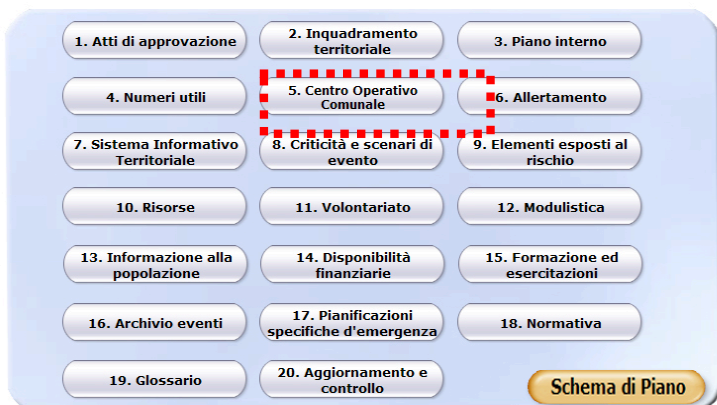 1. Atti di approvazione
2. Inquadramento
territoriale
3. Piano interno
4. Numeri utili
5. Centro Operativo
Comunale
6. Allertamento
7. Sistema Informativo
Territoriale
8. Criticità e scenari di
evento
9. Elementi esposti al
rischio
10. Risorse
11. Volontariato
12. Modulistica
13. Informazione alla
popolazione
14. Disponibilità
finanziarie
15. Formazione ed
esercitazioni
16. Archivio eventi
17. Pianificazioni
specifiche d'emergenza
18. Normativa
19. Glossario
20. Aggiornamento e
controllo
Schema di Piano